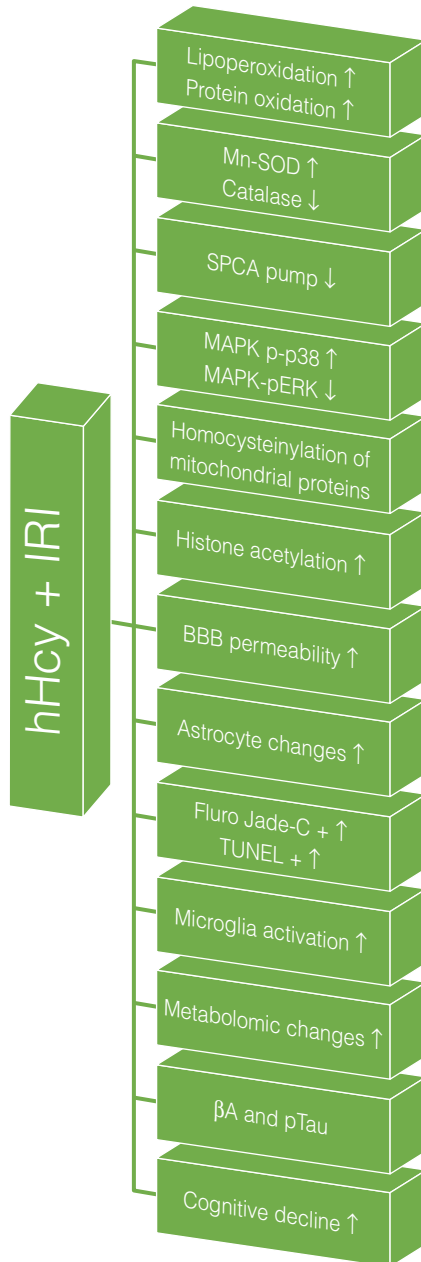 hHcy + IRI
Lipoperoxidation ↑
Protein oxidation ↑
Mn-SOD ↑
Catalase ↓
SPCA pump ↓
MAPK p-p38 ↑
MAPK-pERK ↓
Homocysteinylation of
mitochondrial proteins
Histone acetylation ↑
BBB permeability ↑
Astrocyte changes ↑
Fluro Jade-C + ↑
TUNEL + ↑
Microglia activation ↑
Metabolomic changes ↑
βA and pTau
Cognitive decline ↑